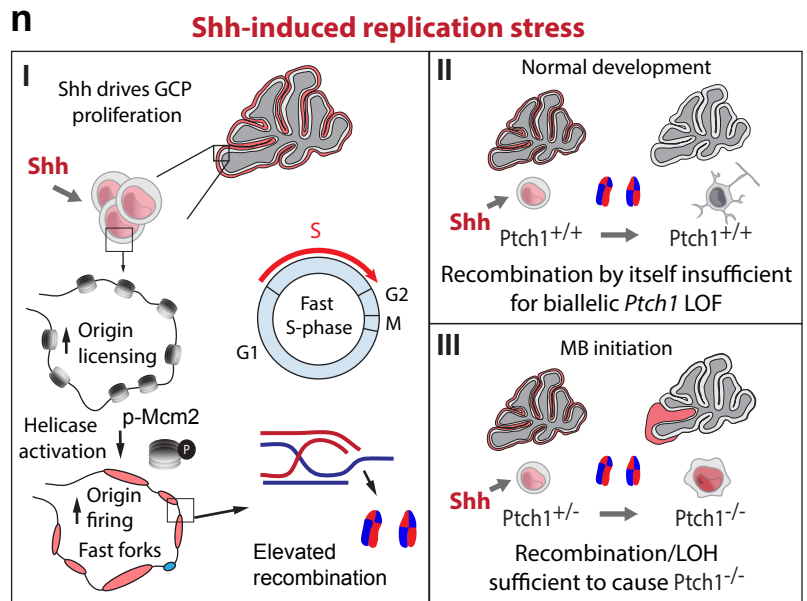 n
Shh-induced replication stress
I
Shh drives GCP
proliferation
Shh
Origin
licensing
Helicase
activation
p-Mcm2
P
Origin
firing
Fast forks
S
Fast
S-phase
G2
M
G1
Elevated
recombination
II
Normal development
Shh
Ptch1+/+
Ptch1+/+
Recombination by itself insufficient
for biallelic Ptch1 LOF
III
MB initiation
Shh
Ptch1+/-
Ptch1-/-
Recombination/LOH
sufficient to cause Ptch1-/-